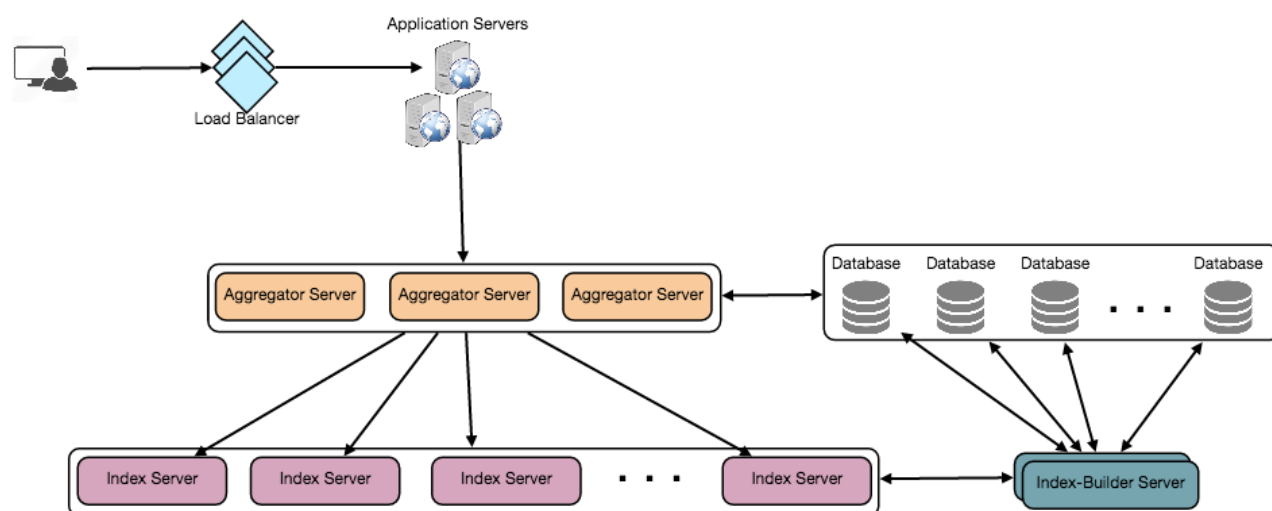 Application Servers
Load Balancer
Aggregator Server
Aggregator Server
Aggregator Server
Database
Database
Database
Database
Index Server
Index Server
Index Server
Index Server
Index-Builder Server